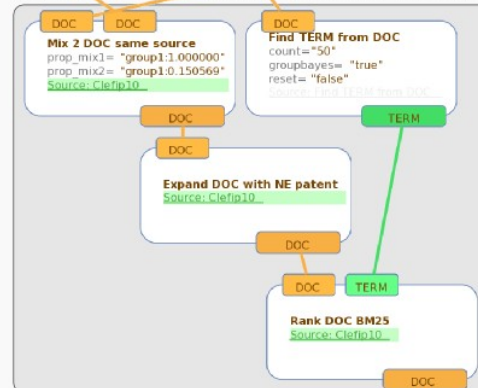 DOC DOC
Mix 2 DOC same source
prop_mix1= "group1:1.000000"
prop_mix2= "group1:0.150569"
Source: Clefip10
DOC
DOC
Find TERM from DOC
count="50"
groupbayes= "true"
reset= "false"
Source: Find TERM from DOC
TERM
DOC
Expand DOC with NE patent
Source: Clefip10
DOC
DOC TERM
Rank DOC BM25
Source: Clefip10
DOC